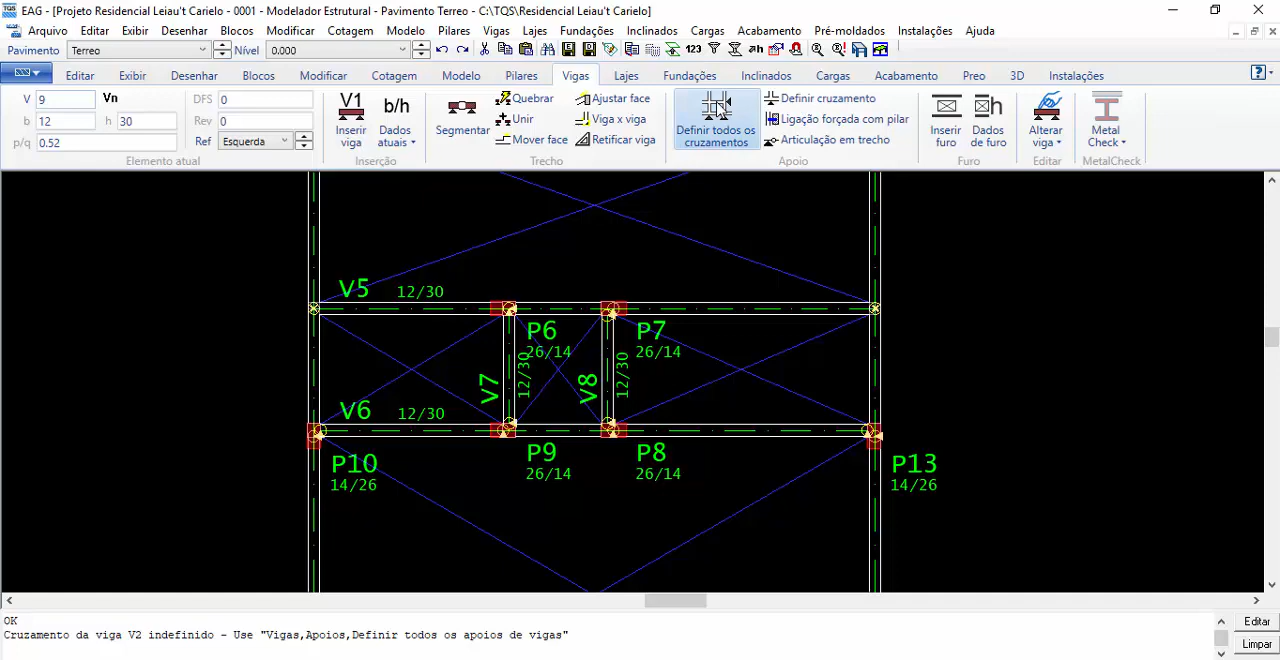 EAG - [Projeto Residencial Leiau't Carielo - 0001 - Modelador Estrutural - Pavimento Terreo - C:\TQS\Residencial Leiau't Carielo]
Arquivo Editar Exibir Desenhar Blocos Modificar Cotagem Modelo Pilares Vigas Lajes Fundações Inclinados Cargas Acabamento Pré-moldados Instalações Ajuda
Pavimento Terreo Nível 0.000
Editar Exibir Desenhar Blocos Modificar Cotagem Modelo Pilares Vigas Lajes Fundações Inclinados Cargas Acabamento Preo 3D Instalações
V 9 Vn
b 12 h 30
p/q 0.52
Elemento atual
DFS 0
Rev 0
Ref Esquerda
V1
Inserir viga
b/h
Dados atuais
Inserção
Segmentar
Quebrar
Unir
Mover face
Ajustar face
Viga x viga
Retificar viga
Trecho
Definir todos os
cruzamentos
Definir cruzamento
Ligação forçada com pilar
Articulação em trecho
Apoio
Inserir furo
Dados de furo
Furo
Alterar viga
Editar
Metal Check
MetalCheck
V5 12/30
P6
26/14
P7
26/14
V7 12/30
V8 12/30
V6 12/30
P10
14/26
P9
26/14
P8
26/14
P13
14/26
OK
Cruzamento da viga V2 indefinido - Use "Vigas,Apoios,Definir todos os apoios de vigas"
Editar
Limpar